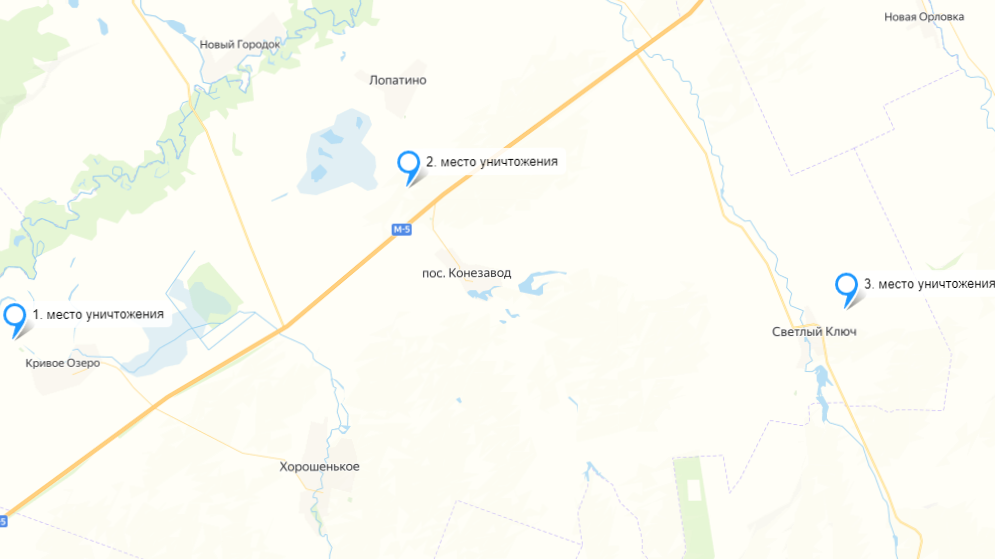 Новая Орловка
Новый Городок
Лопатино
2. место уничтожения
М-5
пос. Конезавод
3. место уничтожения
1. место уничтожения
Светлый Ключ
Кривое Озеро
Хорошенькое
5